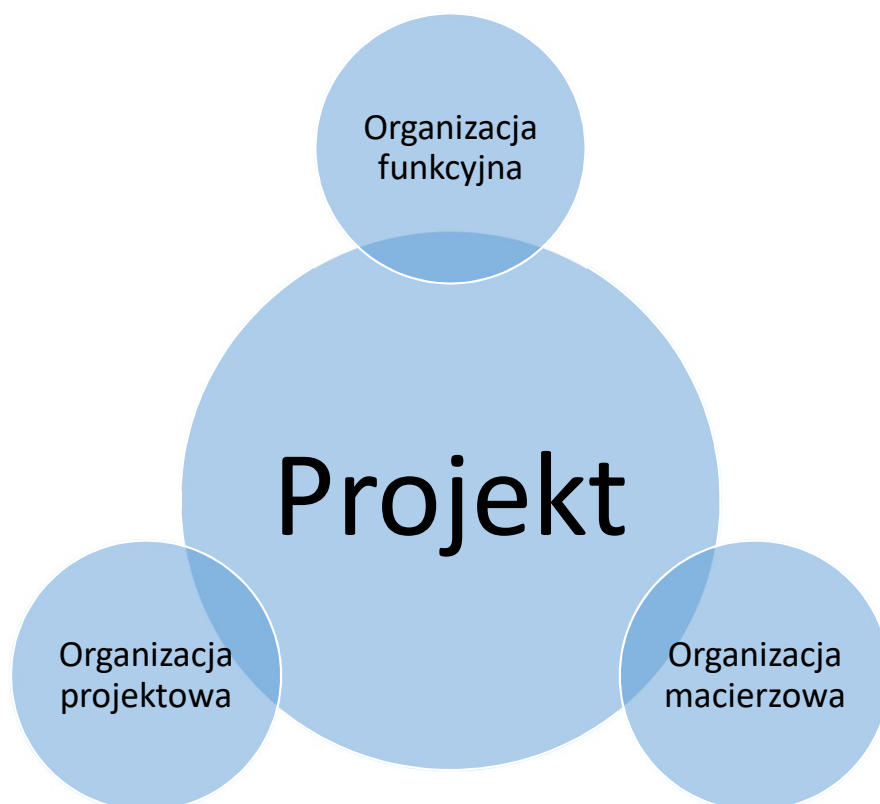 Organizacja
funkcyjna
Projekt
Organizacja
projektowa
Organizacja
macierzowa